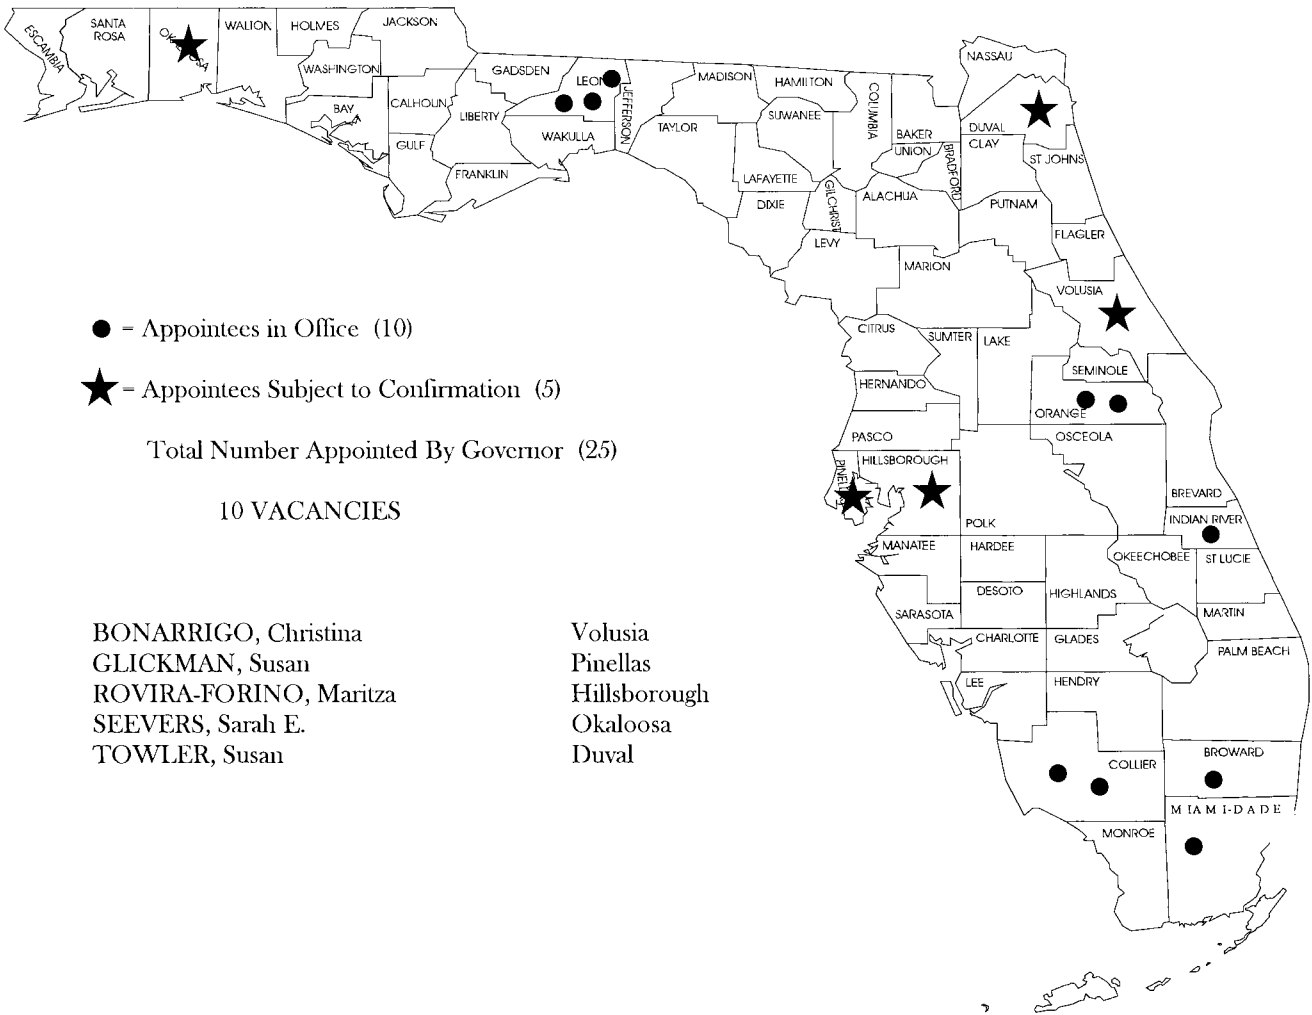 ESCAMBIA
SANTA
ROSA
OKALOOSA
WALTON
HOLMES
JACKSON
WASHINGTON
BAY
CALHOUN
GULF
GADSDEN
LIBERTY
FRANKLIN
LEON
WAKULLA
JEFFERSON
MADISON
TAYLOR
HAMILTON
SUWANEE
LAFAYETTE
DIXIE
COLUMBIA
GILCHRIST
LEVY
BAKER
UNION
BRADFORD
ALACHUA
NASSAU
DUVAL
CLAY
ST JOHNS
PUTNAM
FLAGLER
MARION
VOLUSIA
CITRUS
SUMTER
LAKE
SEMINOLE
HERNANDO
ORANGE
PASCO
OSCEOLA
PINELLAS
HILLSBOROUGH
BREVARD
POLK
INDIAN RIVER
MANATEE
HARDEE
OKEECHOBEE
ST LUCIE
DESOTO
HIGHLANDS
SARASOTA
MARTIN
CHARLOTTE
GLADES
PALM BEACH
LEE
HENDRY
COLLIER
BROWARD
MIAMI-DADE
MONROE
= Appointees in Office (10)
= Appointees Subject to Confirmation (5)
Total Number Appointed By Governor (25)
10 VACANCIES
BONARRIGO, Christina Volusia
GLICKMAN, Susan Pinellas
ROVIRA-FORINO, Maritza Hillsborough
SEEVERS, Sarah E. Okaloosa
TOWLER, Susan Duval